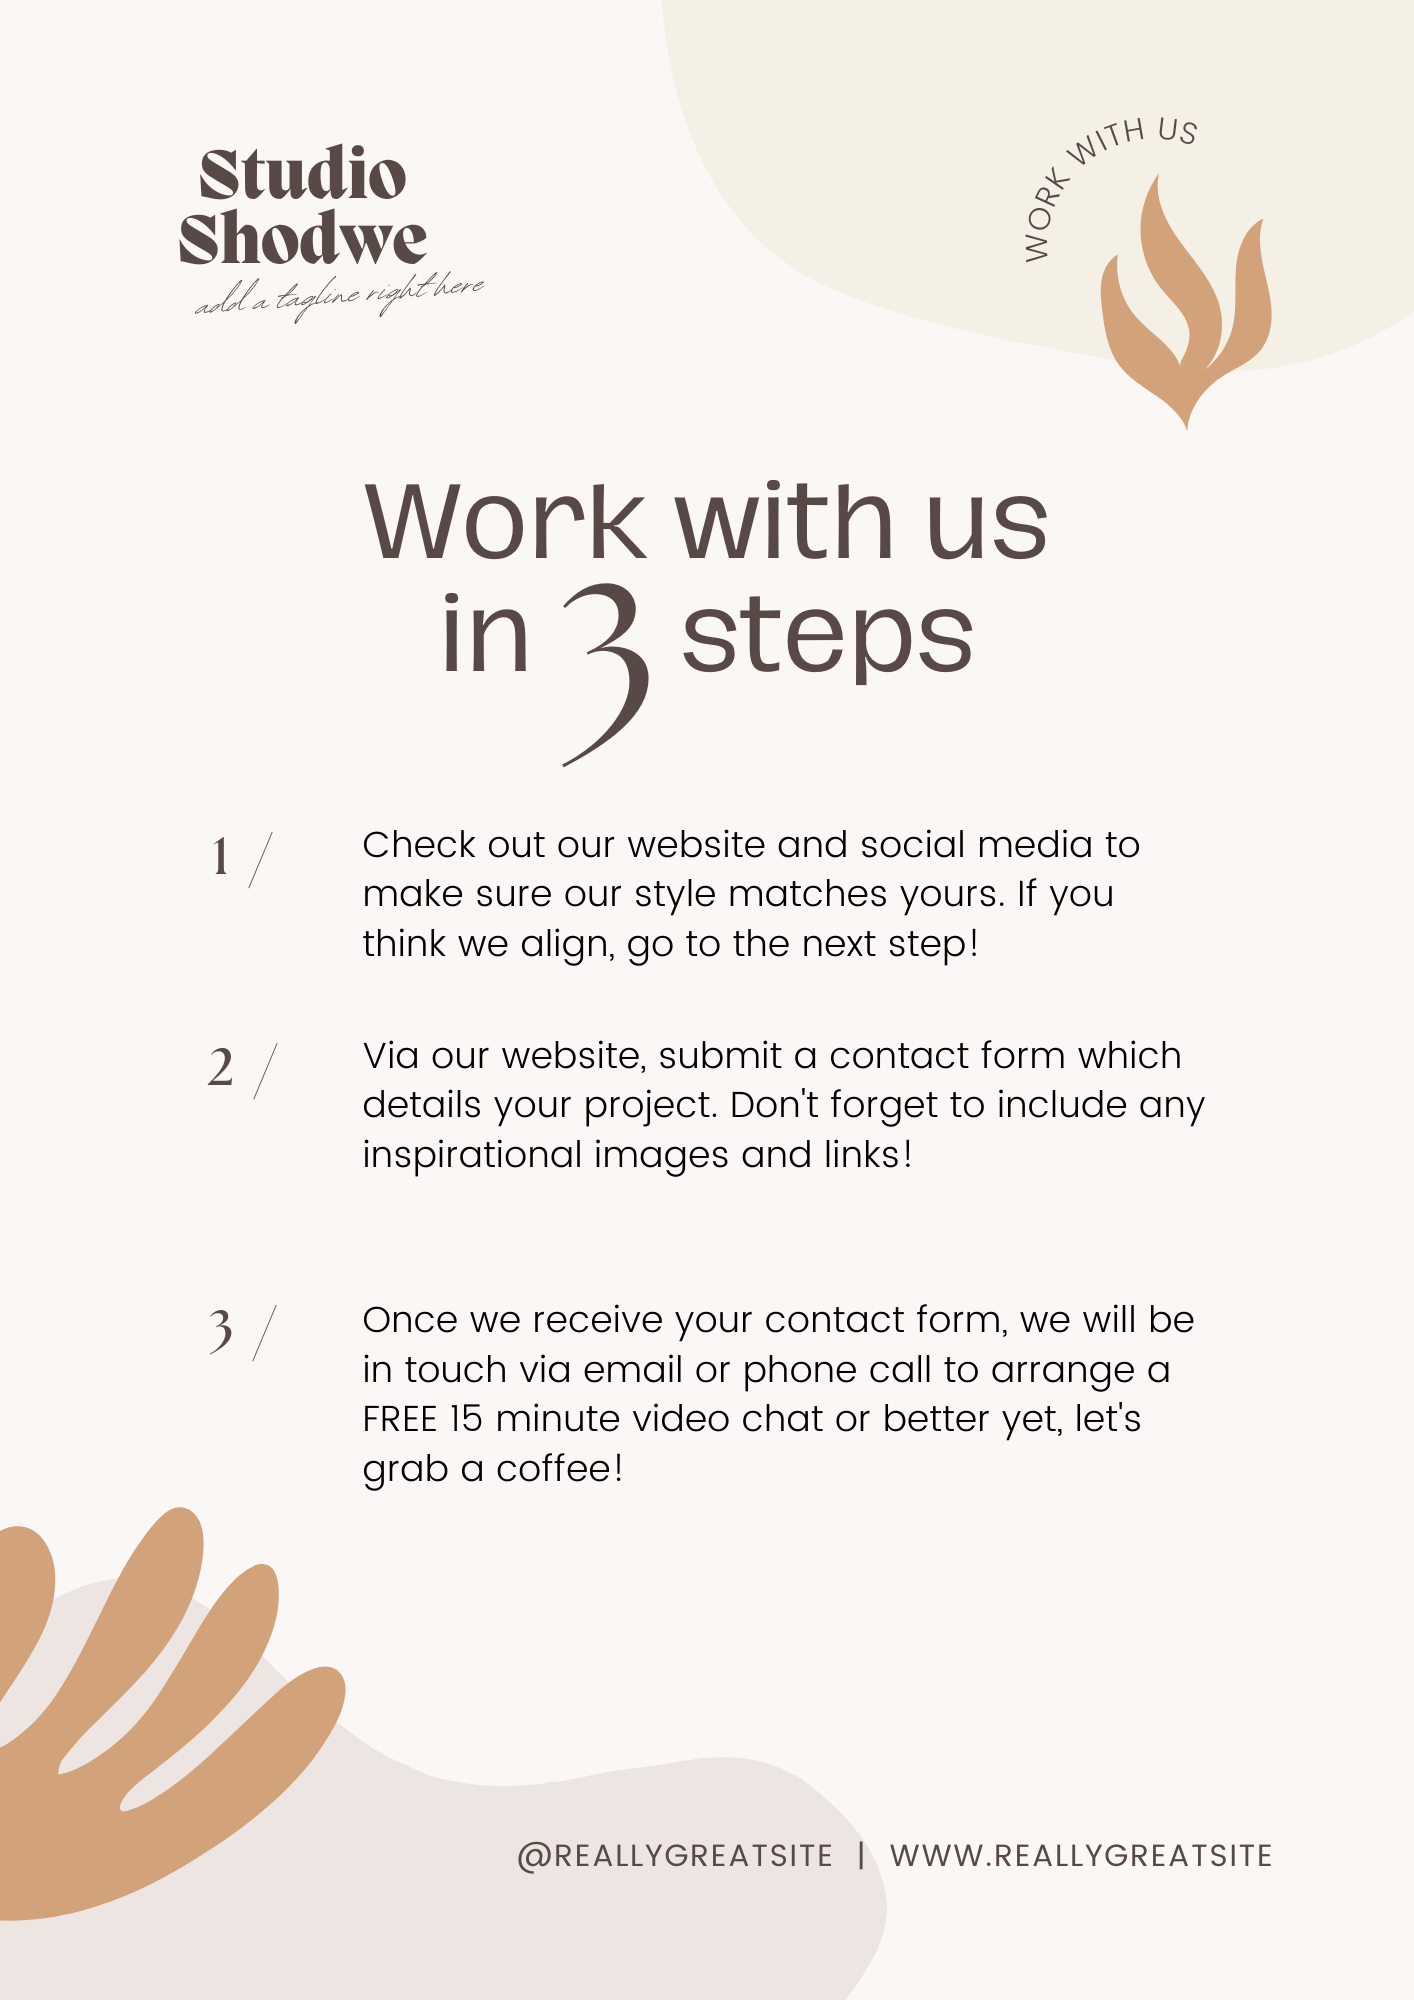 Studio
Shodwe
add a tagline right here
WORK WITH US
Work with us
in 3 steps
1 /
Check out our website and social media to
make sure our style matches yours. If you
think we align, go to the next step!
2 /
Via our website, submit a contact form which
details your project. Don't forget to include any
inspirational images and links!
3 /
Once we receive your contact form, we will be
in touch via email or phone call to arrange a
FREE 15 minute video chat or better yet, let's
grab a coffee!
@REALLYGREATSITE | WWW.REALLYGREATSITE